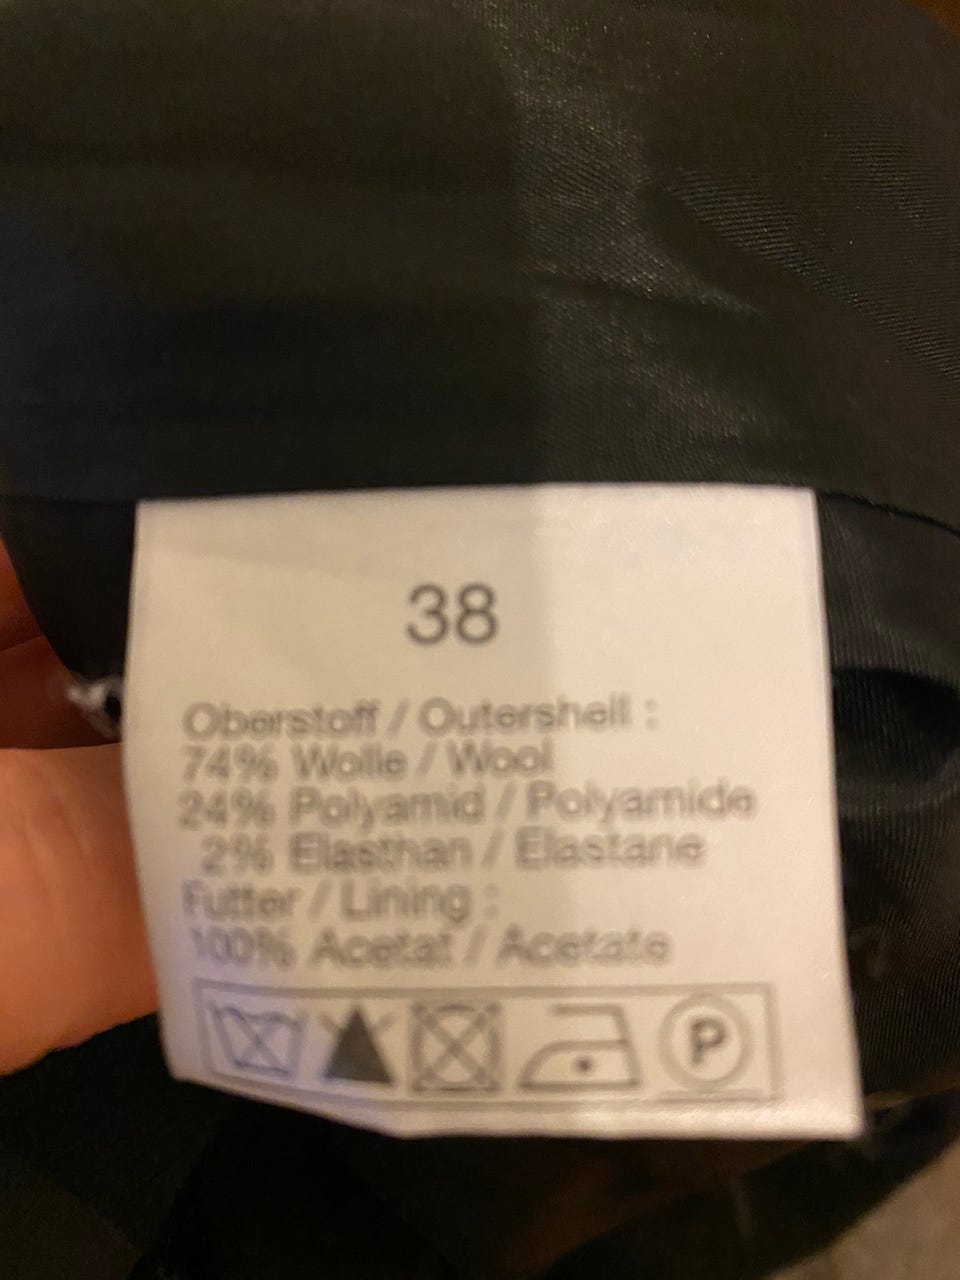 38
Oberstoff / Outershell :
74% Wolle / Wool
24% Polyamid / Polyamide
2% Elasthan / Elastane
Futter / Lining :
100% Acetat / Acetate
P